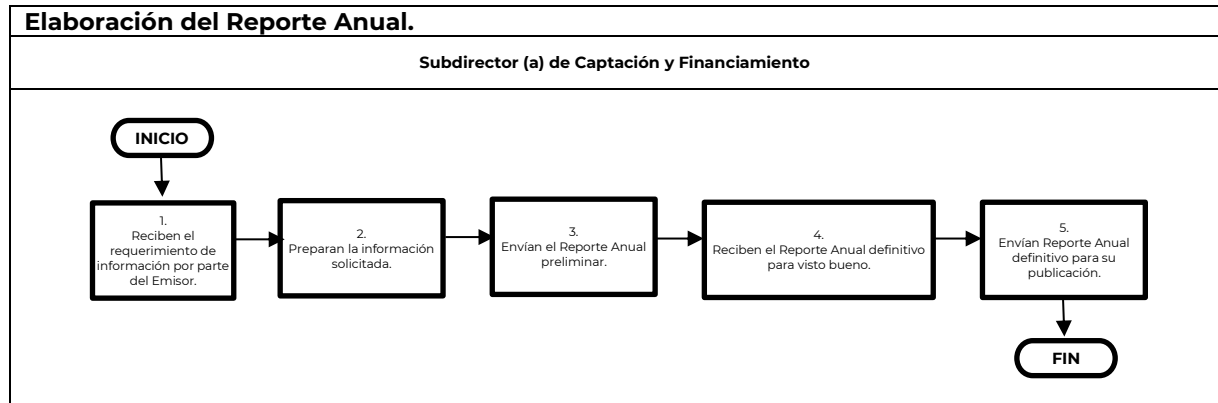 Elaboración del Reporte Anual.
Subdirector (a) de Captación y Financiamiento
INICIO
1.
Reciben el
requerimiento de
información por parte
del Emisor.
2.
Preparan la información
solicitada.
3.
Envían el Reporte Anual
preliminar.
4.
Reciben el Reporte Anual definitivo
para visto bueno.
5.
Envían Reporte Anual
definitivo para su
publicación.
FIN